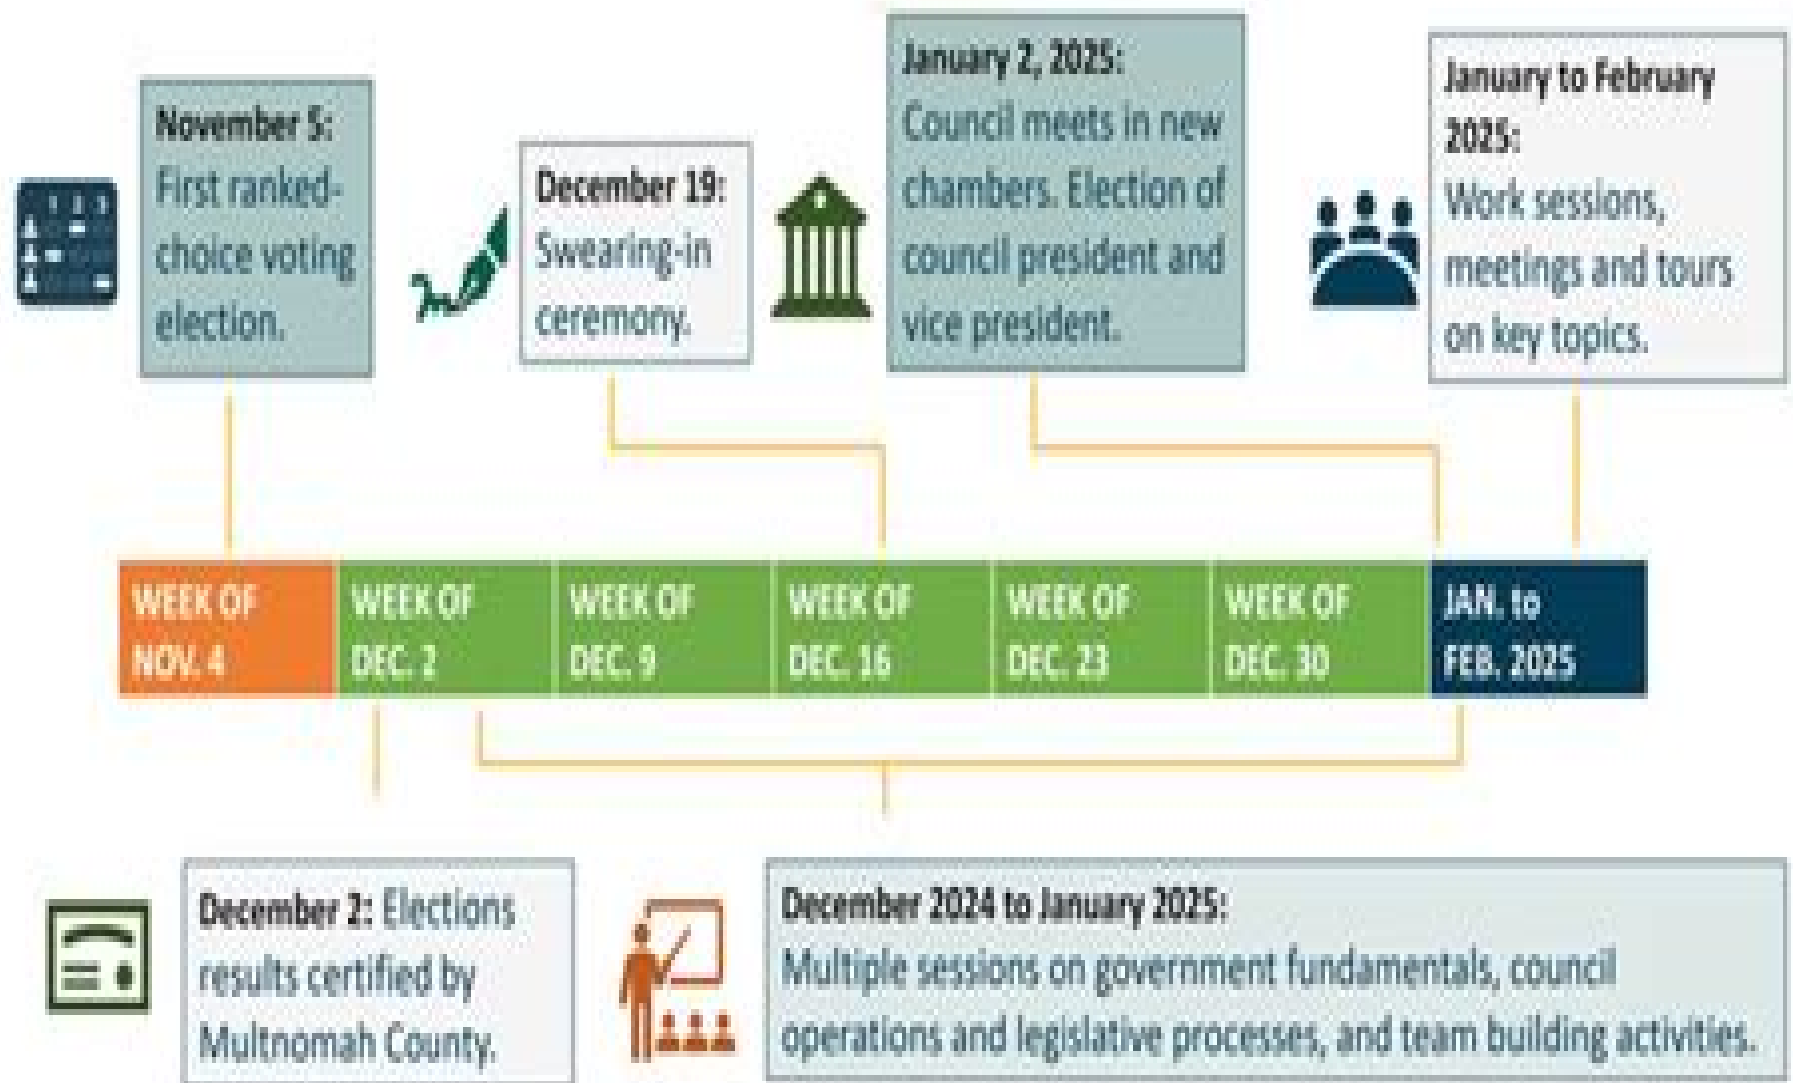 November 5:
First ranked-
choice voting
election.
December 19:
Swearing-in
ceremony.
January 2, 2025:
Council meets in new
chambers. Election of
council president and
vice president.
January to February
2025:
Work sessions,
meetings and tours
on key topics.
1 2 3
WEEK OF
NOV. 4
WEEK OF
DEC. 2
WEEK OF
DEC. 9
WEEK OF
DEC. 16
WEEK OF
DEC. 23
WEEK OF
DEC. 30
JAN. to
FEB. 2025
December 2: Elections
results certified by
Multnomah County.
December 2024 to January 2025:
Multiple sessions on government fundamentals, council
operations and legislative processes, and team building activities.